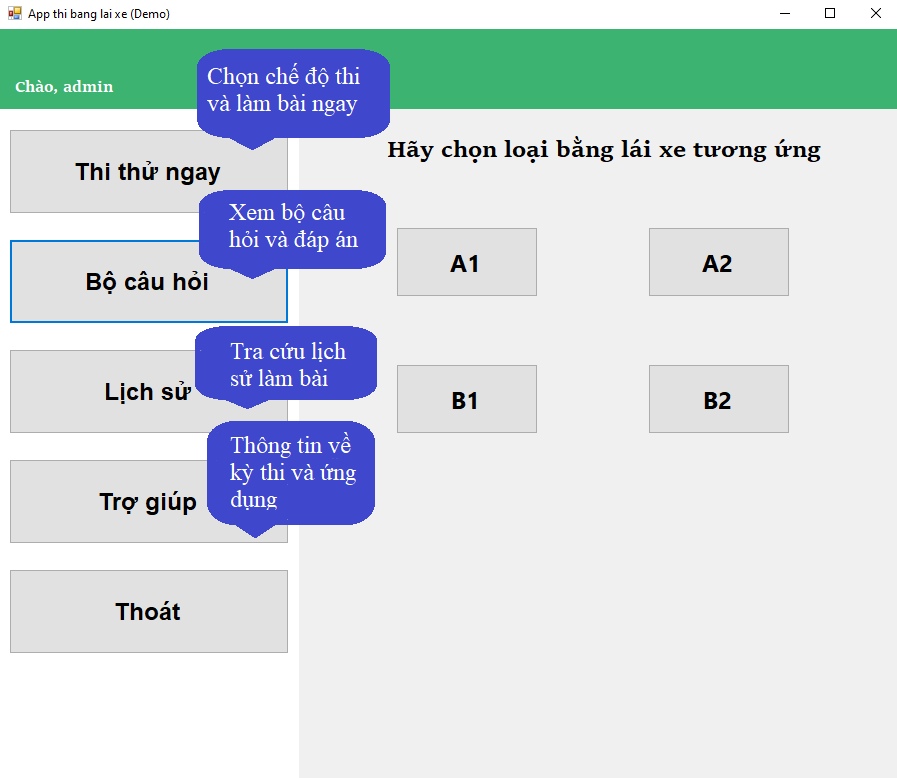 App thi bang lai xe (Demo)
Chào, admin
Chọn chế độ thi
và làm bài ngay
Thi thử ngay
Xem bộ câu
hỏi và đáp án
Bộ câu hỏi
Tra cứu lịch
sử làm bài
Lịch sử
Thông tin về
kỳ thi và ứng
dụng
Trợ giúp
Thoát
Hãy chọn loại bằng lái xe tương ứng
A1
A2
B1
B2